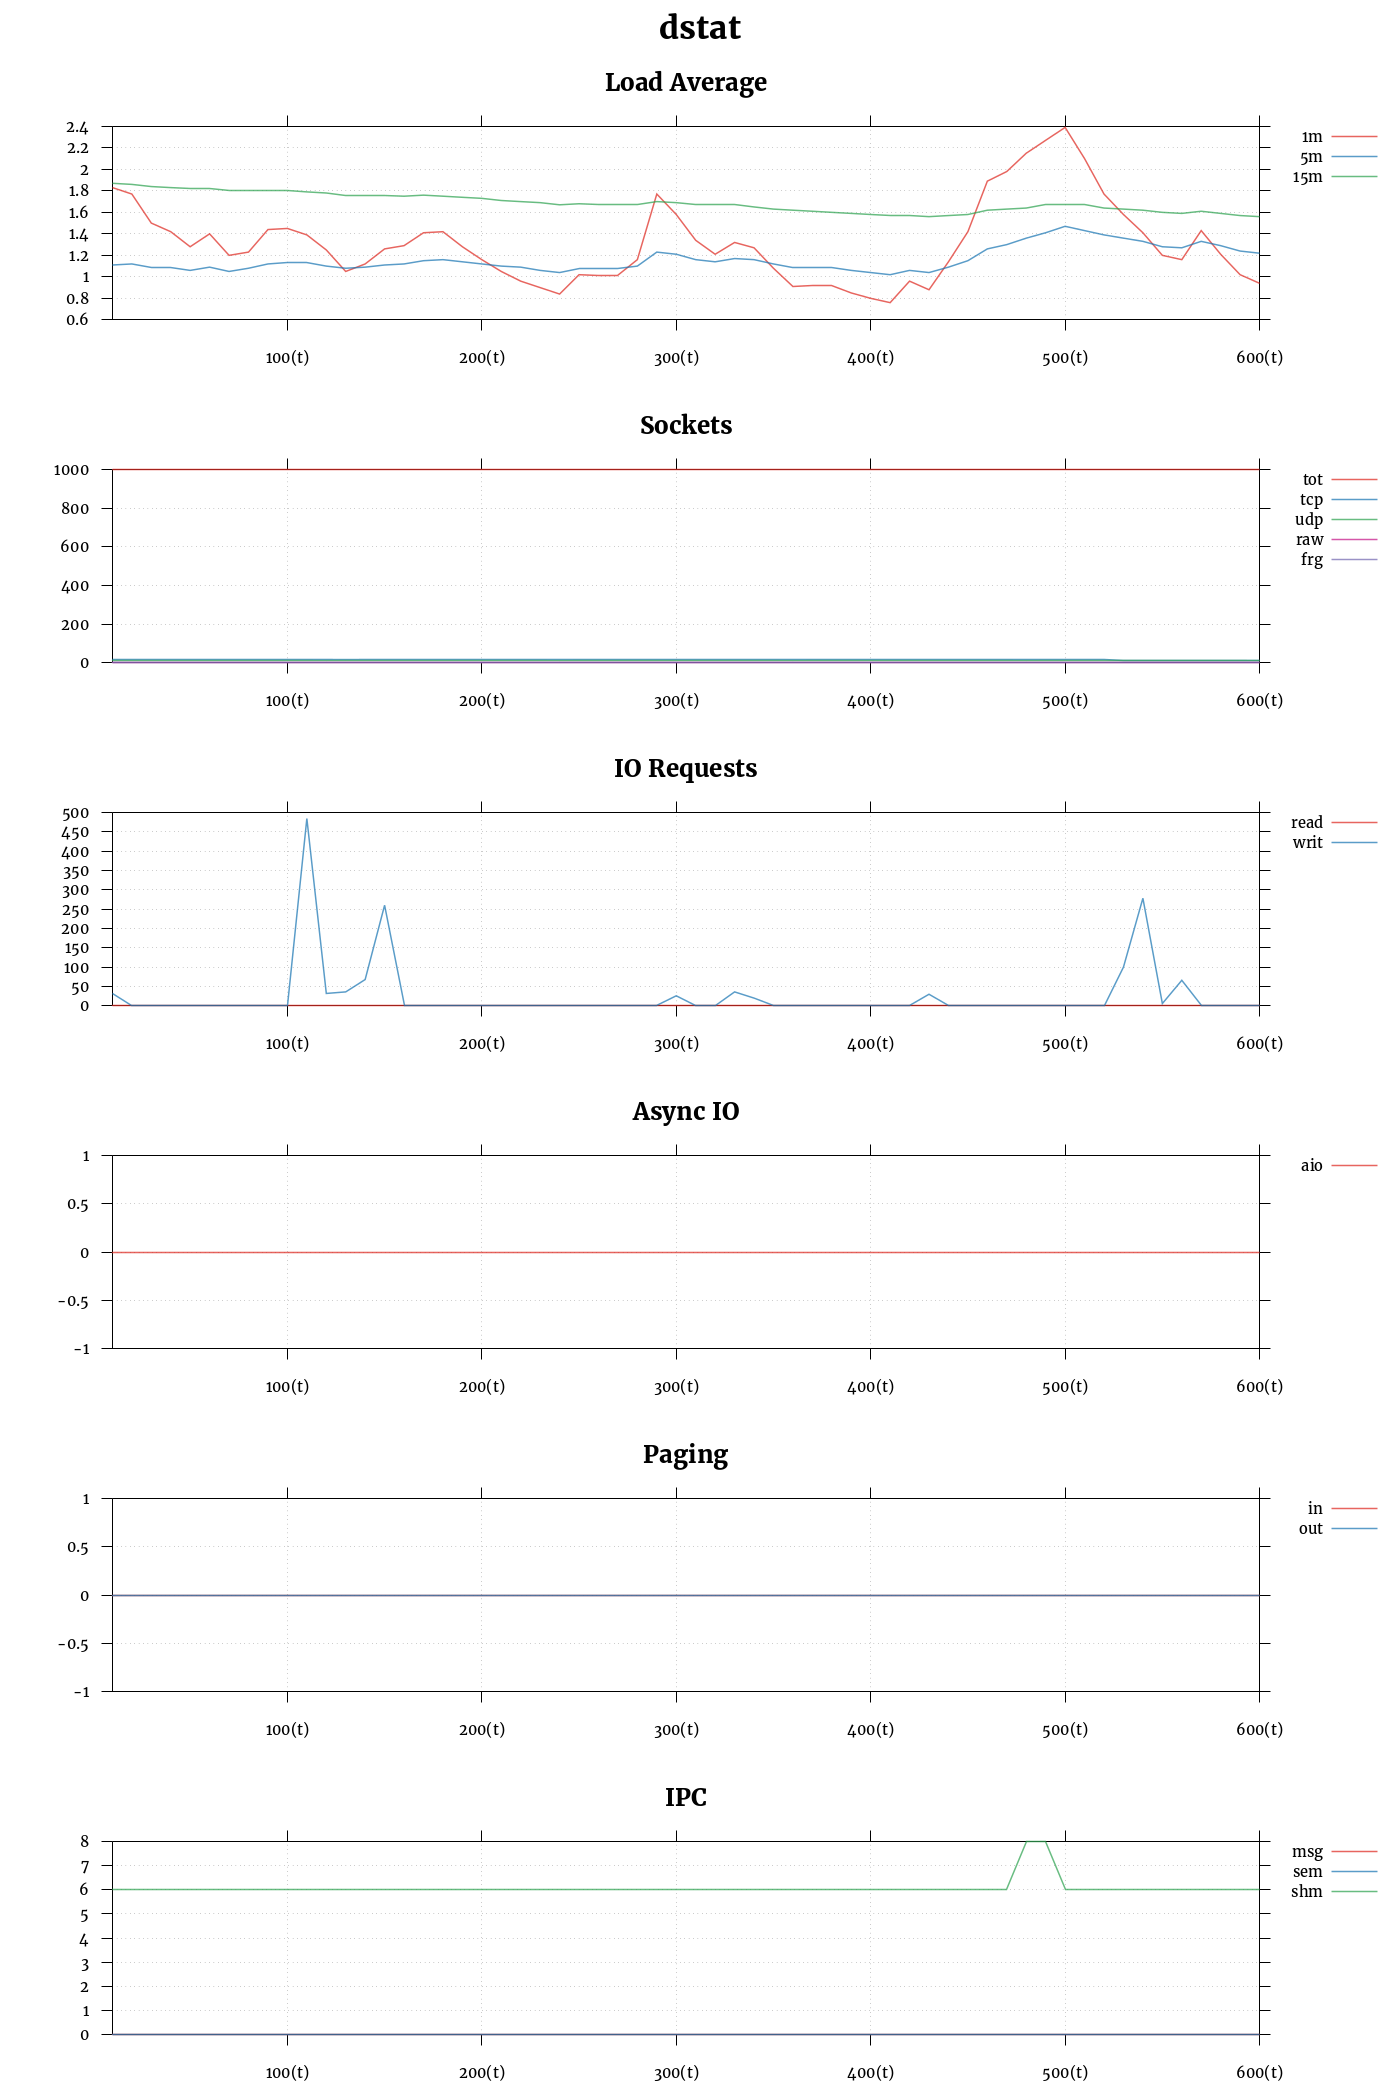 dstat
Load Average
2.4
2.2
2
1.8
1.6
1.4
1.2
1
0.8
0.6
100(t) 200(t) 300(t) 400(t) 500(t) 600(t)
1m
5m
15m
Sockets
1000
800
600
400
200
0
100(t) 200(t) 300(t) 400(t) 500(t) 600(t)
tot
tcp
udp
raw
frg
IO Requests
500
450
400
350
300
250
200
150
100
50
0
100(t) 200(t) 300(t) 400(t) 500(t) 600(t)
read
writ
Async IO
1
0.5
0
-0.5
-1
100(t) 200(t) 300(t) 400(t) 500(t) 600(t)
aio
Paging
1
0.5
0
-0.5
-1
100(t) 200(t) 300(t) 400(t) 500(t) 600(t)
in
out
IPC
8
7
6
5
4
3
2
1
0
100(t) 200(t) 300(t) 400(t) 500(t) 600(t)
msg
sem
shm